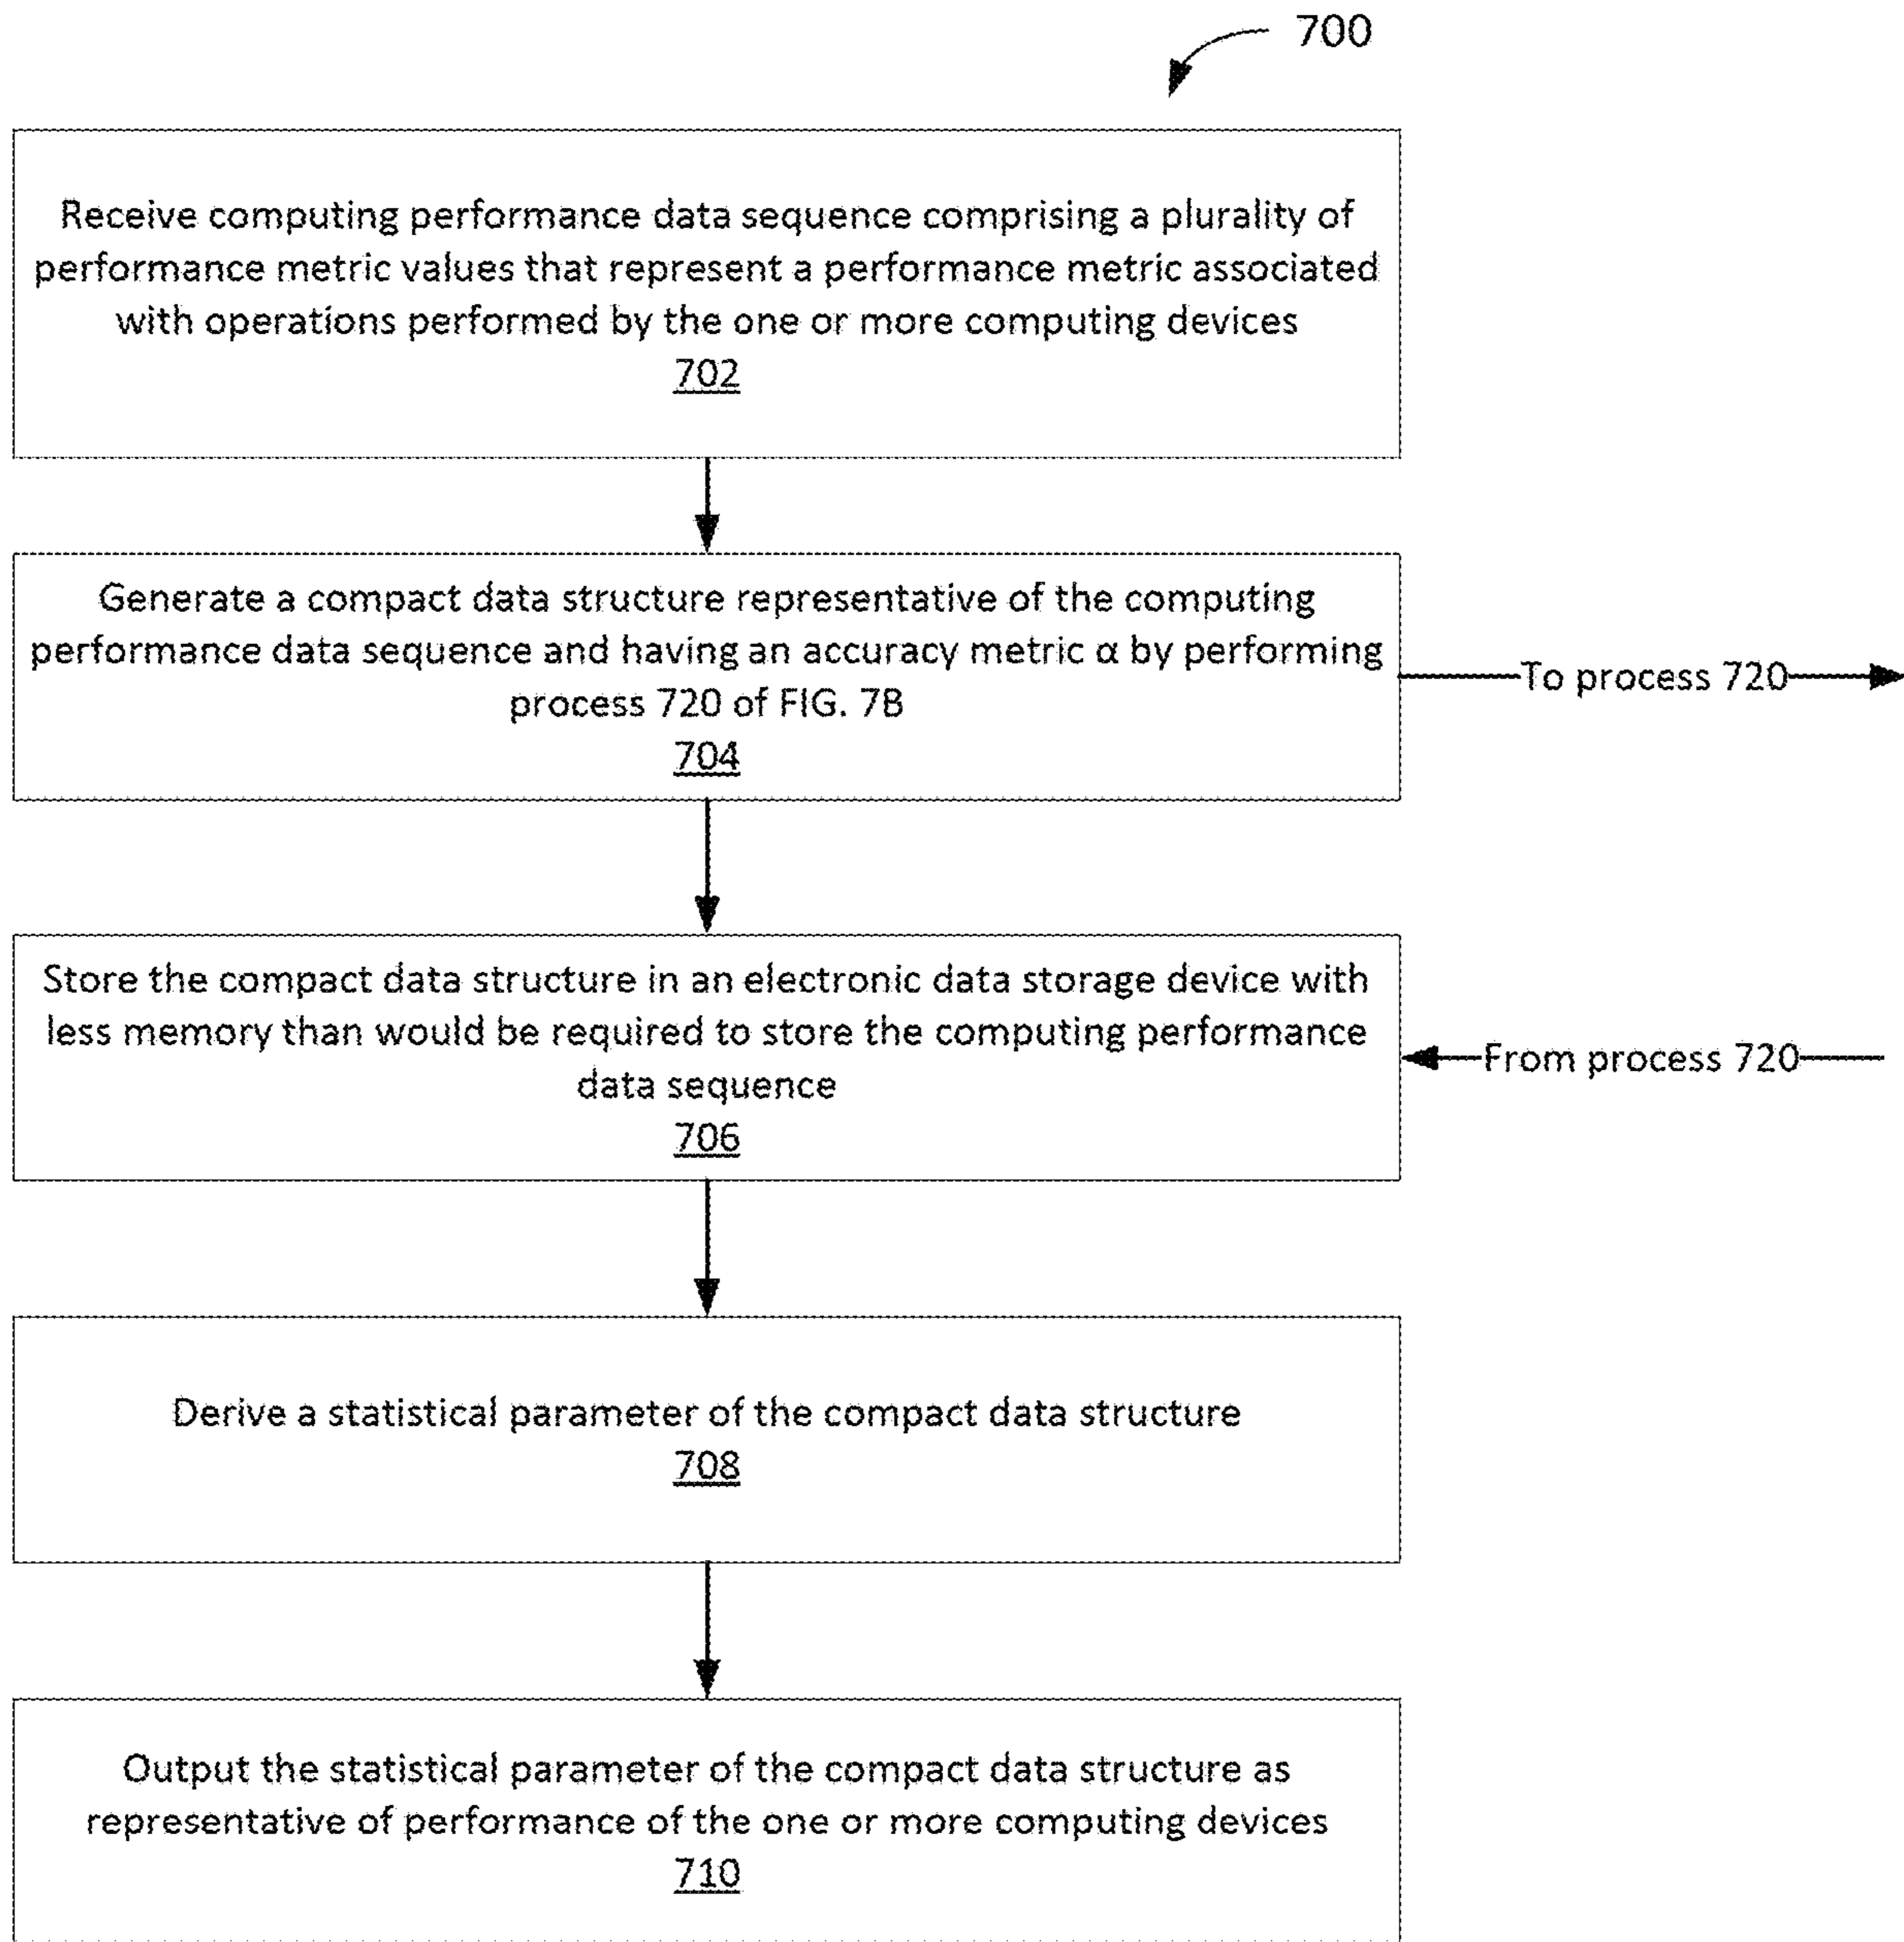 700
Receive computing performance data sequence comprising a plurality of
performance metric values that represent a performance metric associated
with operations performed by the one or more computing devices
702
Generate a compact data structure representative of the computing
performance data sequence and having an accuracy metric α by performing
process 720 of FIG. 7B
704
To process 720
Store the compact data structure in an electronic data storage device with
less memory than would be required to store the computing performance
data sequence
706
From process 720
Derive a statistical parameter of the compact data structure
708
Output the statistical parameter of the compact data structure as
representative of performance of the one or more computing devices
710